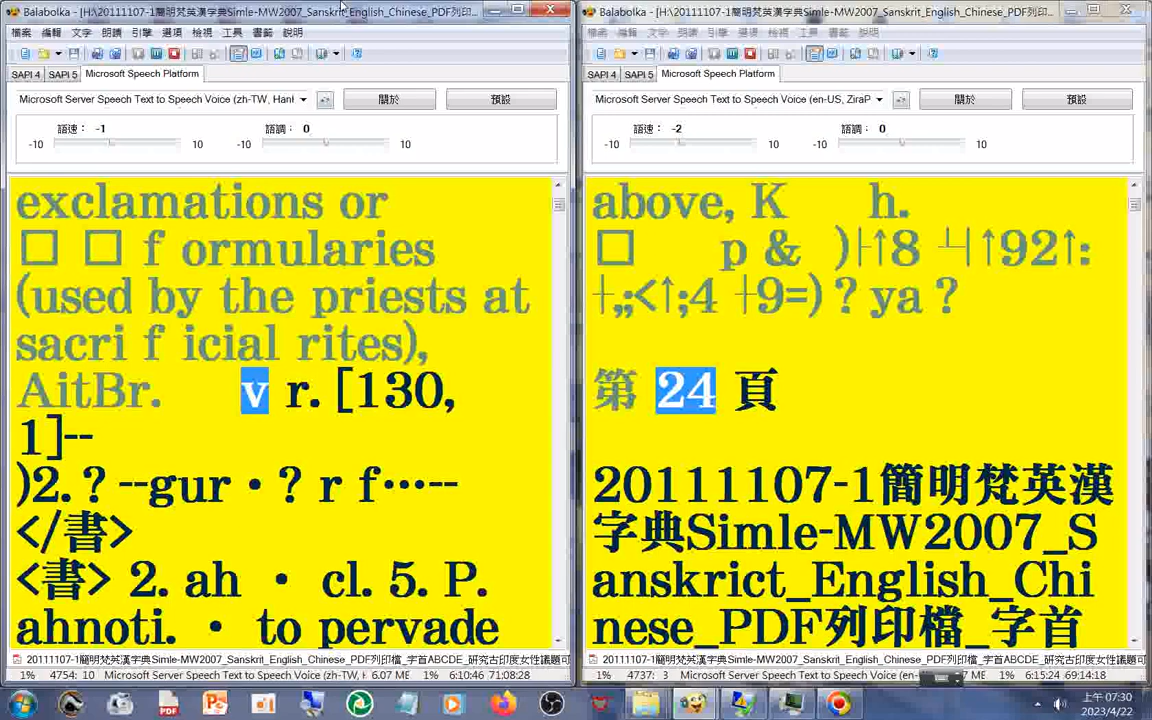 Balabolka - [H:\20111107-1簡明梵英漢字典Simle-MW2007_Sanskrit_English_Chinese_PDF列印...
檔案 編輯 文字 朗讀 引擎 選項 檢視 工具 書籤 說明
SAPI 4 SAPI 5 Microsoft Speech Platform
Microsoft Server Speech Text to Speech Voice (zh-TW, Hanl
關於 預設
語速: -1 語調: 0
-10 10 -10 10
exclamations or
□ □ f ormularies
(used by the priests at
sacri f icial rites),
AitBr. v r. [130,
1]--
)2. ? --gur • ? r f…--
</書>
<書> 2. ah • cl. 5. P.
ahnoti. • to pervade
20111107-1簡明梵英漢字典Simle-MW2007_Sanskrit_English_Chinese_PDF列印檔_字首ABCDE_研究古印度女性議題可
1% 4754: 10 Microsoft Server Speech Text to Speech Voice (zh-TW, 6.07 ME 1% 6:10:46 71:08:28
Balabolka - [H:\20111107-1簡明梵英漢字典Simle-MW2007_Sanskrit_English_Chinese_PDF列印...
檔案 編輯 文字 朗讀 引擎 選項 檢視 工具 書籤 說明
SAPI 4 SAPI 5 Microsoft Speech Platform
Microsoft Server Speech Text to Speech Voice (en-US, ZiraP
關於 預設
語速: -2 語調: 0
-10 10 -10 10
above, K h.
□ p & )├↑8 ┴┤↑92↑:
┼,;<↑;4 ┼9=) ? ya ?
第 24 頁
20111107-1簡明梵英漢
字典Simle-MW2007_S
anskrict_English_Chi
nese_PDF列印檔_字首
20111107-1簡明梵英漢字典Simle-MW2007_Sanskrit_English_Chinese_PDF列印檔_字首ABCDE_研究古印度女性議題可
1% 4737: 3 Microsoft Server Speech Text to Speech Voice (en- 1% 6:15:24 69:14:18
上午 07:30
2023/4/22